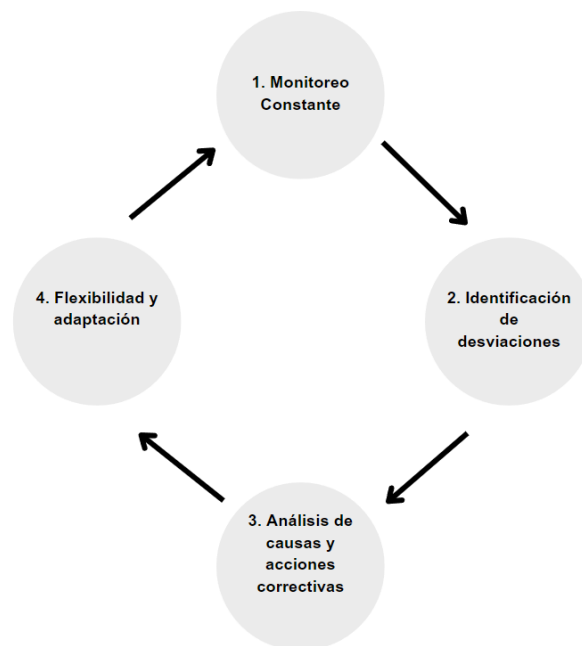 1. Monitoreo
Constante
2. Identificación
de
desviaciones
3. Análisis de
causas y
acciones
correctivas
4. Flexibilidad y
adaptación